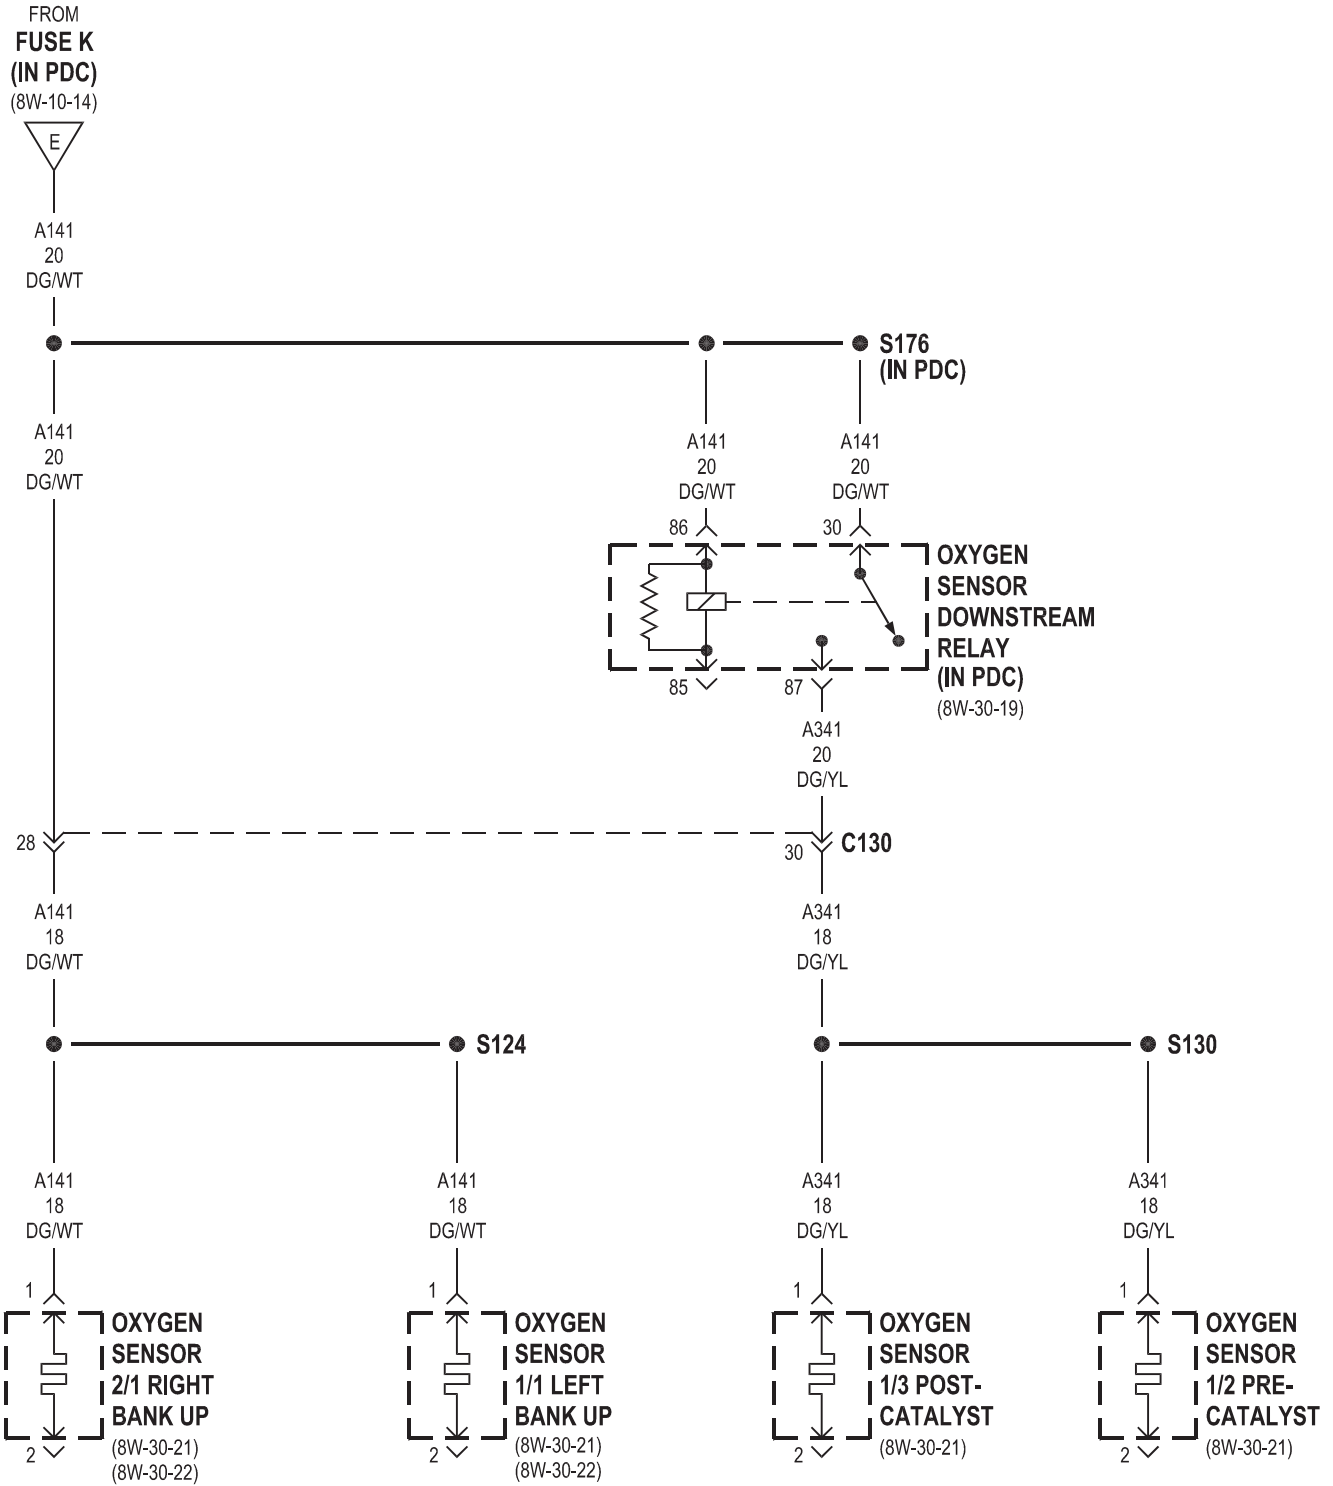 FROM
FUSE K
(IN PDC)
(8W-10-14)
E
A141
20
DG/WT
S176
(IN PDC)
A141
20
DG/WT
A141
20
DG/WT
A141
20
DG/WT
86
30
OXYGEN
SENSOR
DOWNSTREAM
RELAY
(IN PDC)
(8W-30-19)
85
87
A341
20
DG/YL
28
30
C130
A141
18
DG/WT
A341
18
DG/YL
S124
S130
A141
18
DG/WT
A141
18
DG/WT
A341
18
DG/YL
A341
18
DG/YL
1
OXYGEN
SENSOR
2/1 RIGHT
BANK UP
(8W-30-21)
(8W-30-22)
2
1
OXYGEN
SENSOR
1/1 LEFT
BANK UP
(8W-30-21)
(8W-30-22)
2
1
OXYGEN
SENSOR
1/3 POST-
CATALYST
(8W-30-21)
2
1
OXYGEN
SENSOR
1/2 PRE-
CATALYST
(8W-30-21)
2